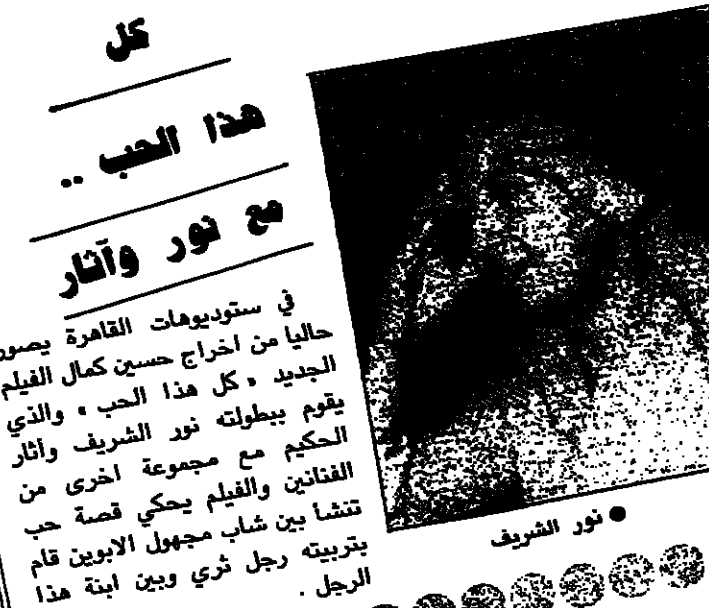 كل
هذا الحب ..
مع نور وآثار
في ستوديوهات القاهرة يصور
حاليا من اخراج حسين كمال الفيلم
الجديد « كل هذا الحب » والذي
يقوم ببطولته نور الشريف وآثار
الحكيم مع مجموعة اخرى من
الفنانين والفيلم يحكي قصة حب
تنشأ بين شاب مجهول الابوين قام
بتربيته رجل ثري وبين ابنة هذا
الرجل .
● نور الشريف